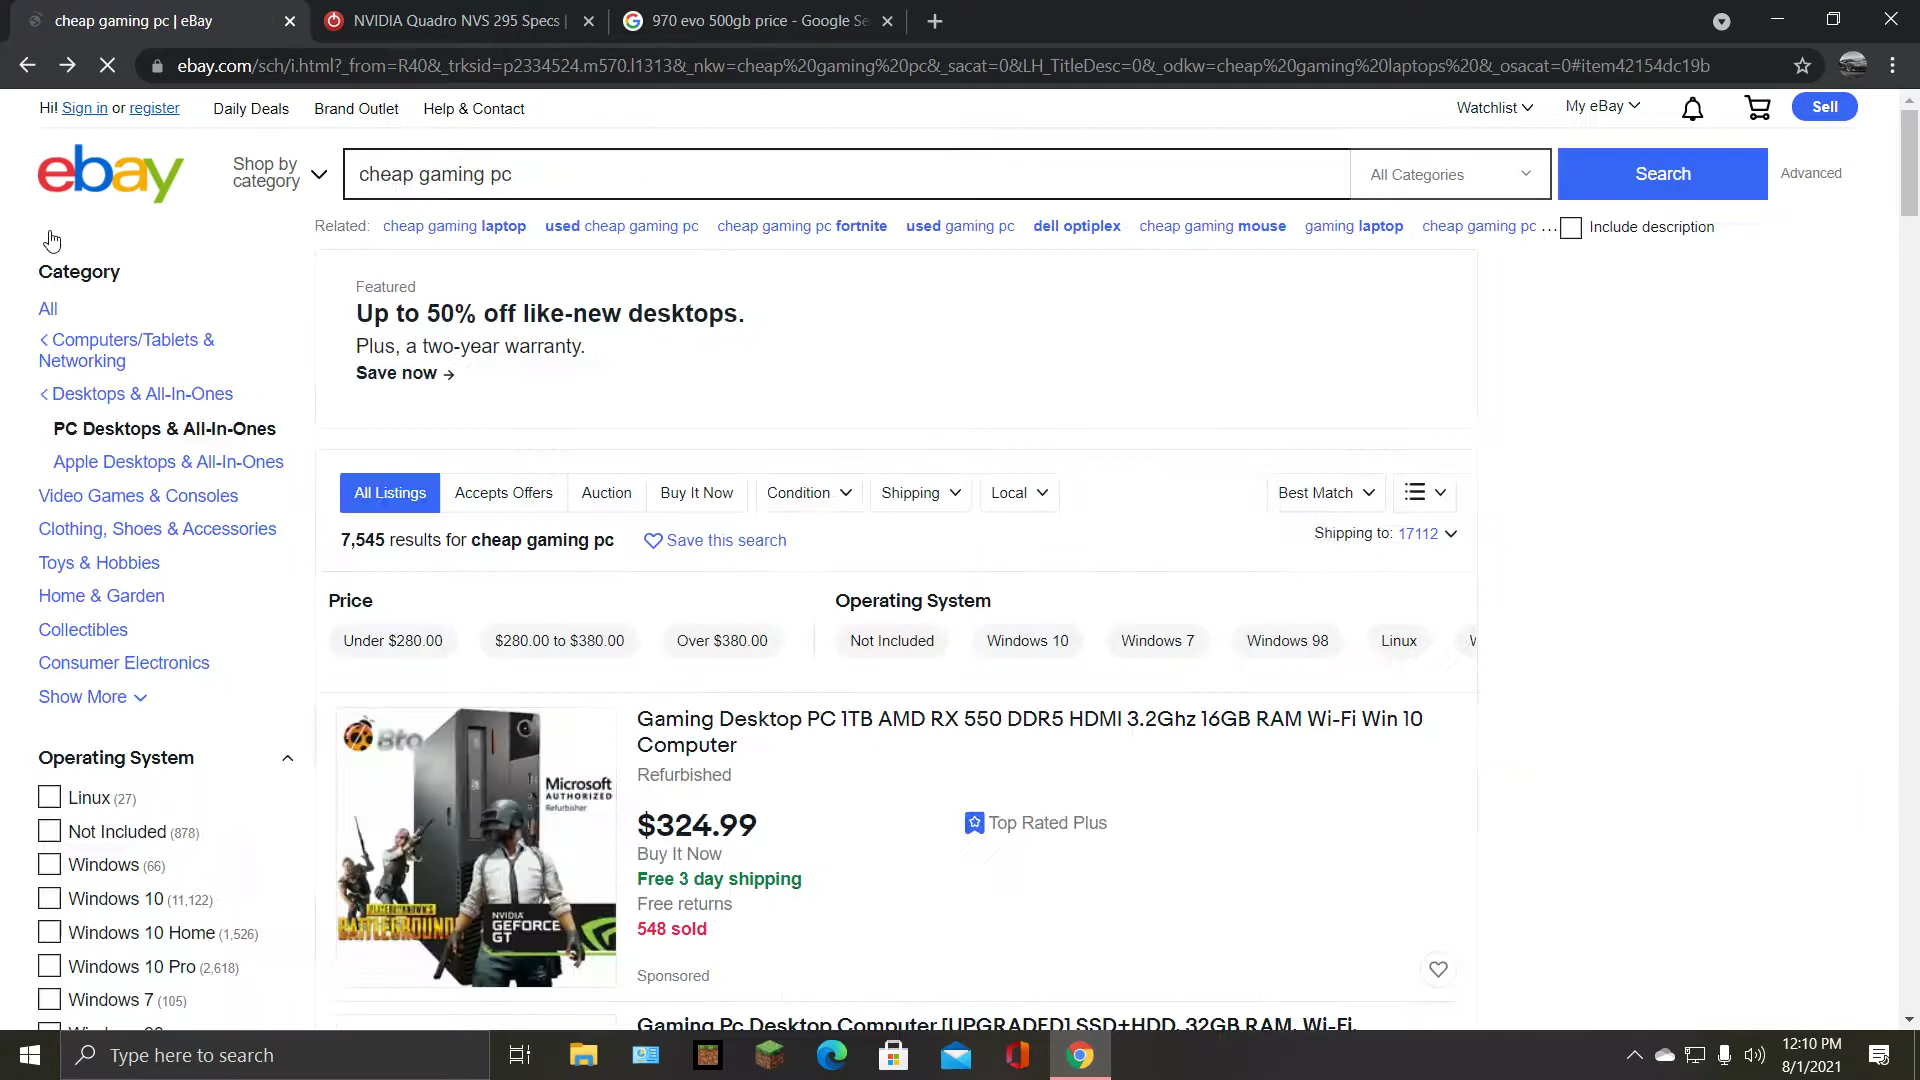 cheap gaming pc | eBay
NVIDIA Quadro NVS 295 Specs |
970 evo 500gb price - Google Se
ebay.com/sch/i.html?_from=R40&_trksid=p2334524.m570.l1313&_nkw=cheap%20gaming%20pc&_sacat=0&LH_TitleDesc=0&_odkw=cheap%20gaming%20laptops%20&_osacat=0#item42154dc19b
Hi! Sign in or register
Daily Deals
Brand Outlet
Help & Contact
Watchlist
My eBay
Sell
ebay
Shop by
category
cheap gaming pc
All Categories
Search
Advanced
Related: cheap gaming laptop used cheap gaming pc cheap gaming pc fortnite used gaming pc dell optiplex cheap gaming mouse gaming laptop cheap gaming pc ...
Include description
Category
All
< Computers/Tablets &
Networking
< Desktops & All-In-Ones
PC Desktops & All-In-Ones
Apple Desktops & All-In-Ones
Video Games & Consoles
Clothing, Shoes & Accessories
Toys & Hobbies
Home & Garden
Collectibles
Consumer Electronics
Show More
Operating System
Linux (27)
Not Included (878)
Windows (66)
Windows 10 (11,122)
Windows 10 Home (1,526)
Windows 10 Pro (2,618)
Windows 7 (105)
Featured
Up to 50% off like-new desktops.
Plus, a two-year warranty.
Save now →
All Listings
Accepts Offers
Auction
Buy It Now
Condition
Shipping
Local
Best Match
7,545 results for cheap gaming pc
Save this search
Shipping to: 17112
Price
Under $280.00
$280.00 to $380.00
Over $380.00
Operating System
Not Included
Windows 10
Windows 7
Windows 98
Linux
Bto
Microsoft
AUTHORIZED
Refurbisher
PLAYERUNKNOWN'S
BATTLEGROUNDS
NVIDIA
GEFORCE
GT
Gaming Desktop PC 1TB AMD RX 550 DDR5 HDMI 3.2Ghz 16GB RAM Wi-Fi Win 10
Computer
Refurbished
$324.99
Buy It Now
Free 3 day shipping
Free returns
548 sold
Sponsored
Top Rated Plus
Gaming Pc Desktop Computer [UPGRADED] SSD+HDD, 32GB RAM, Wi-Fi,
Type here to search
12:10 PM
8/1/2021